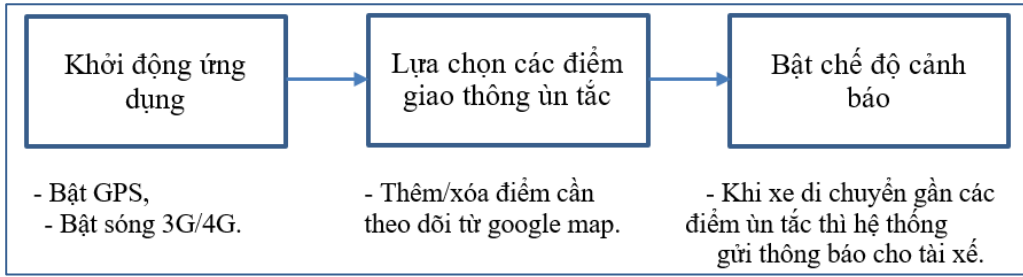 Khởi động ứng
dụng
Lựa chọn các điểm
giao thông ùn tắc
Bật chế độ cảnh
báo
- Bật GPS,
- Bật sóng 3G/4G.
- Thêm/xóa điểm cần
theo dõi từ google map.
- Khi xe di chuyển gần các
điểm ùn tắc thì hệ thống
gửi thông báo cho tài xế.